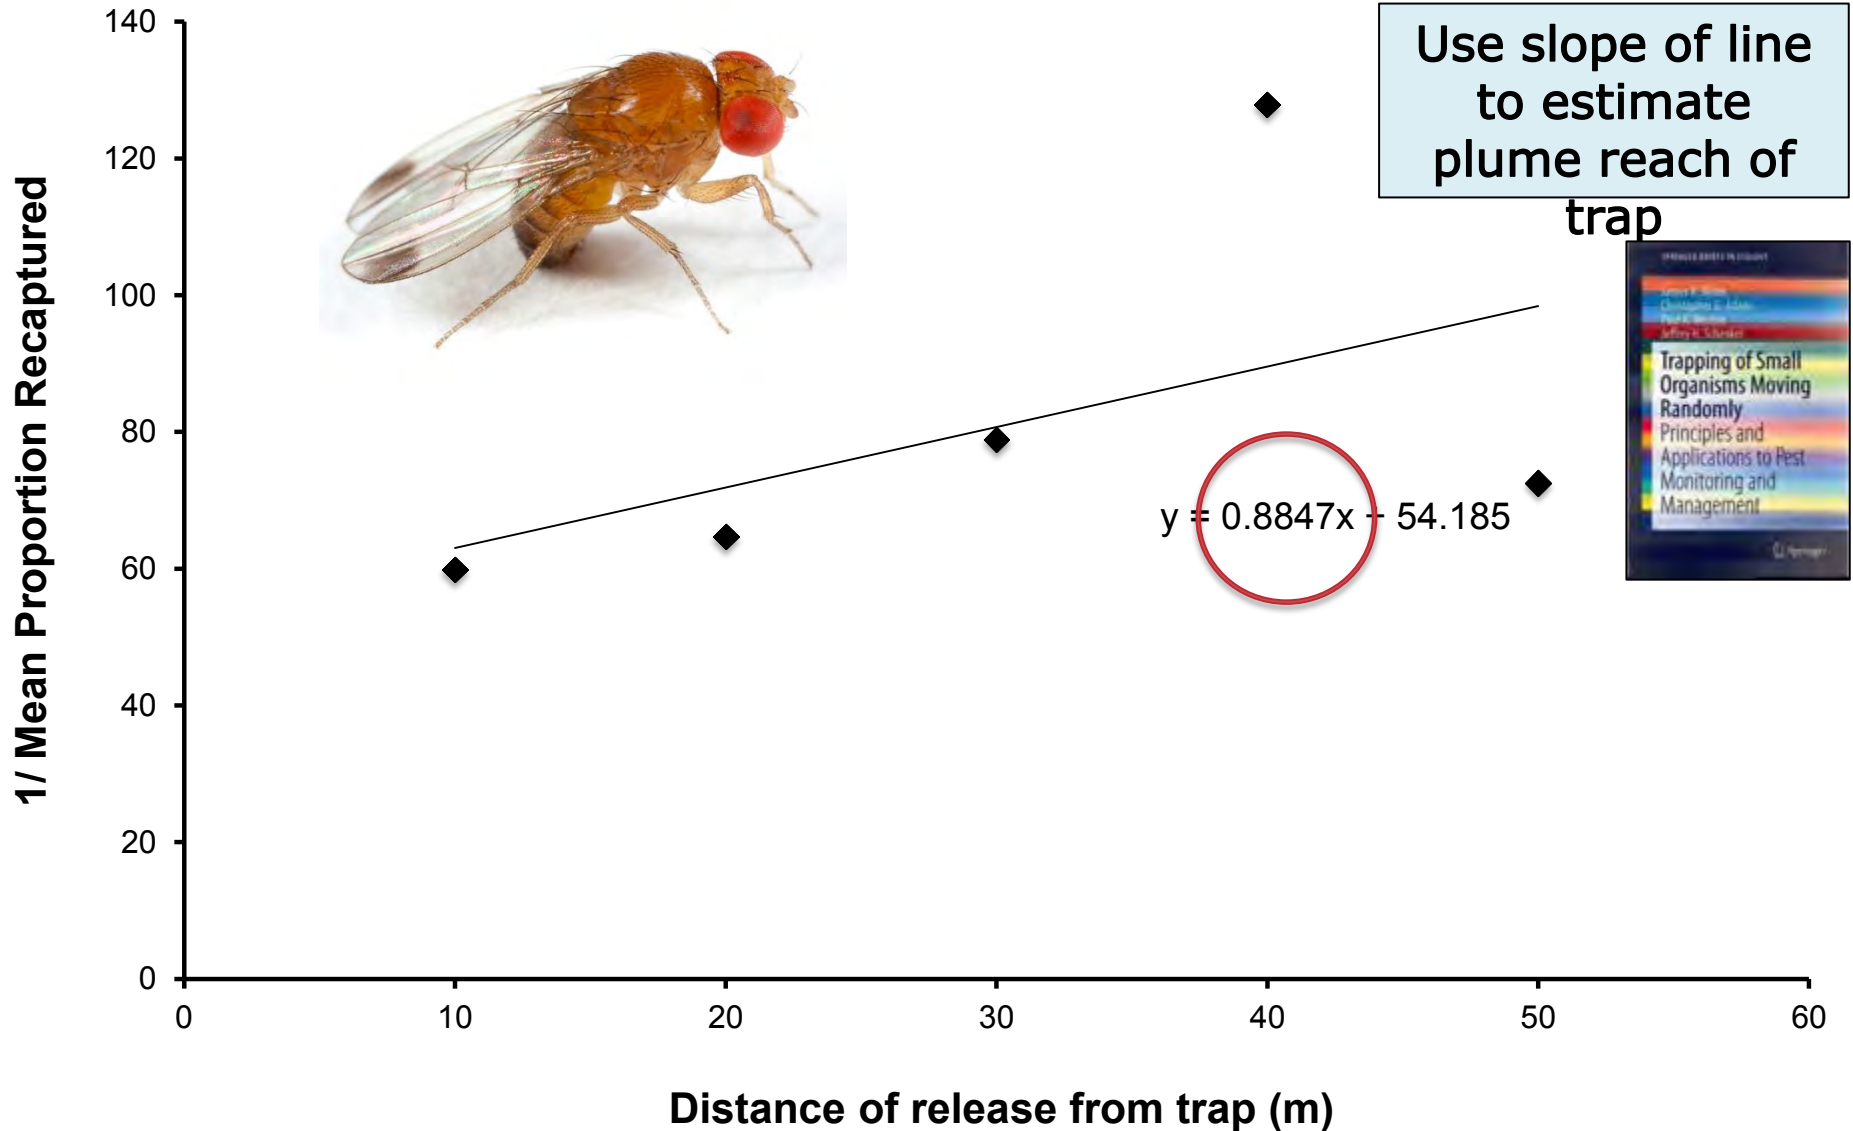 140
120
100
80
60
40
20
0
0
10
20
30
40
50
60
1/ Mean Proportion Recaptured
Distance of release from trap (m)
Use slope of line
to estimate
plume reach of
trap
y = 0.8847x + 54.185
Trapping of Small
Organisms Moving
Randomly
Principles and
Applications to Pest
Monitoring and
Management
Springer